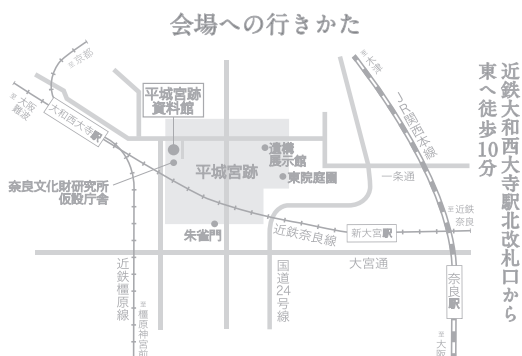 会場への行きかた
近鉄大和西大寺駅北改札口から
東へ徒歩10分
至京都
至木津
至大阪
難波
大和西大寺駅
平城宮跡
資料館
JR関西本線
遺構
展示館
平城宮跡
東院庭園
一条通
奈良文化財研究所
仮設庁舎
至近鉄
奈良
朱雀門
近鉄奈良線
新大宮駅
大宮通
近鉄橿原線
国道24号線
奈良駅
至橿原神宮前
至大阪